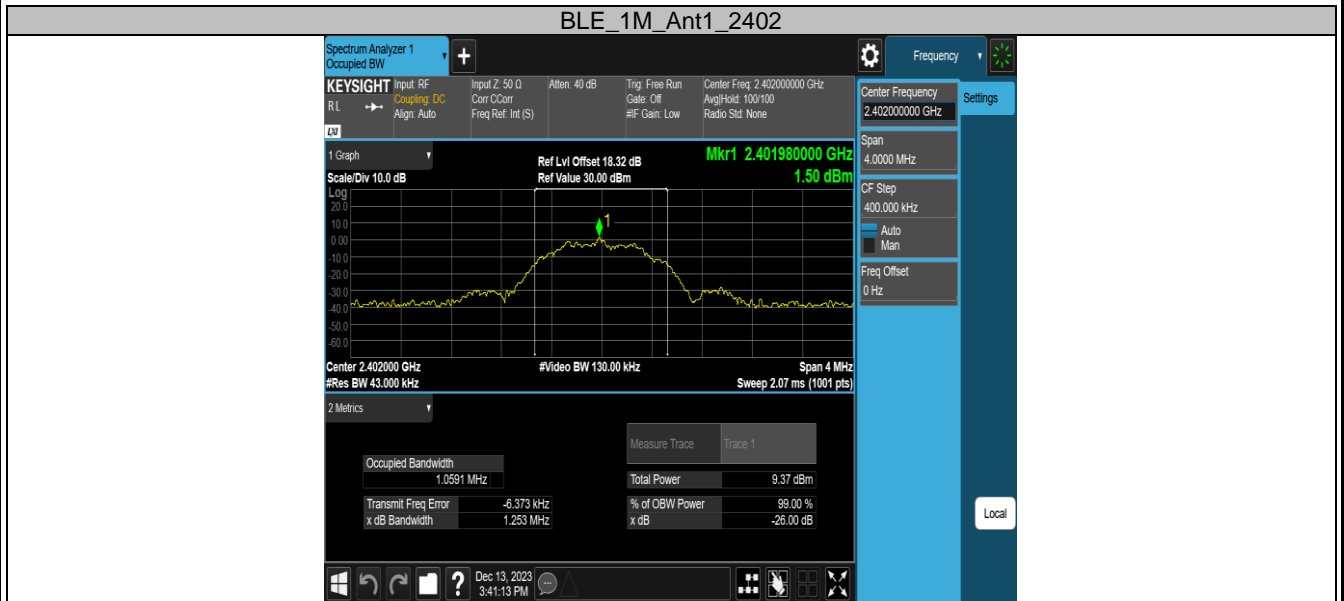 BLE_1M_Ant1_2402
Spectrum Analyzer 1
Occupied BW
Frequency
KEYSIGHT
RL
LXI
Input: RF
Coupling: DC
Align: Auto
Input Z: 50 Ω
Corr CCorr
Freq Ref: Int (S)
Atten: 40 dB
Trig: Free Run
Gate: Off
#IF Gain: Low
Center Freq: 2.402000000 GHz
Avg|Hold: 100/100
Radio Std: None
Center Frequency
2.402000000 GHz
Settings
Span
4.0000 MHz
CF Step
400.000 kHz
Auto
Man
Freq Offset
0 Hz
1 Graph
Scale/Div 10.0 dB
Ref Lvl Offset 18.32 dB
Ref Value 30.00 dBm
Mkr1 2.401980000 GHz
1.50 dBm
Log
20.0
10.0
0.00
-10.0
-20.0
-30.0
-40.0
-50.0
-60.0
1
Center 2.402000 GHz
#Video BW 130.00 kHz
Span 4 MHz
#Res BW 43.000 kHz
Sweep 2.07 ms (1001 pts)
2 Metrics
Measure Trace Trace 1
Occupied Bandwidth
1.0591 MHz
Total Power 9.37 dBm
Transmit Freq Error -6.373 kHz
% of OBW Power 99.00 %
x dB Bandwidth 1.253 MHz
x dB -26.00 dB
Local
?
Dec 13, 2023
3:41:13 PM